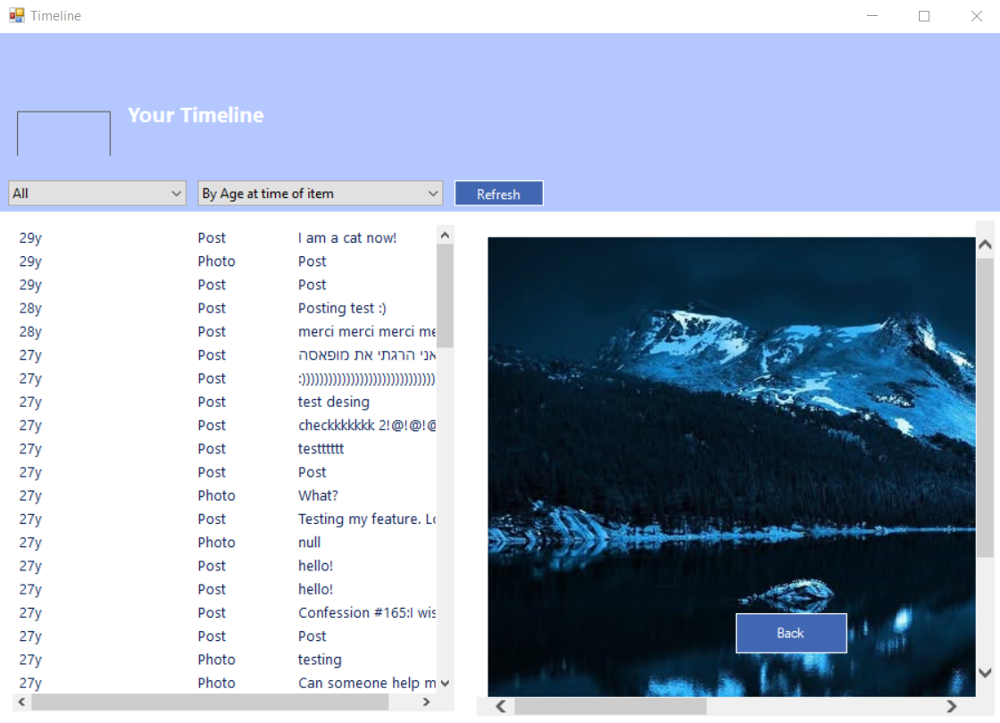 Timeline
Your Timeline
All By Age at time of item Refresh
29y Post I am a cat now!
29y Photo Post
29y Post Post
28y Post Posting test :)
28y Post merci merci merci me
27y Post אני הרגתי את מופאסה
27y Post :))))))))))))))))))))))))))))))
27y Post test desing
27y Post checkkkkkkk 2!@!@!@
27y Post testttttt
27y Post Post
27y Photo What?
27y Post Testing my feature. Lo
27y Photo null
27y Post hello!
27y Post hello!
27y Post Confession #165:I wis
27y Post Post
27y Photo testing
27y Photo Can someone help m
Back